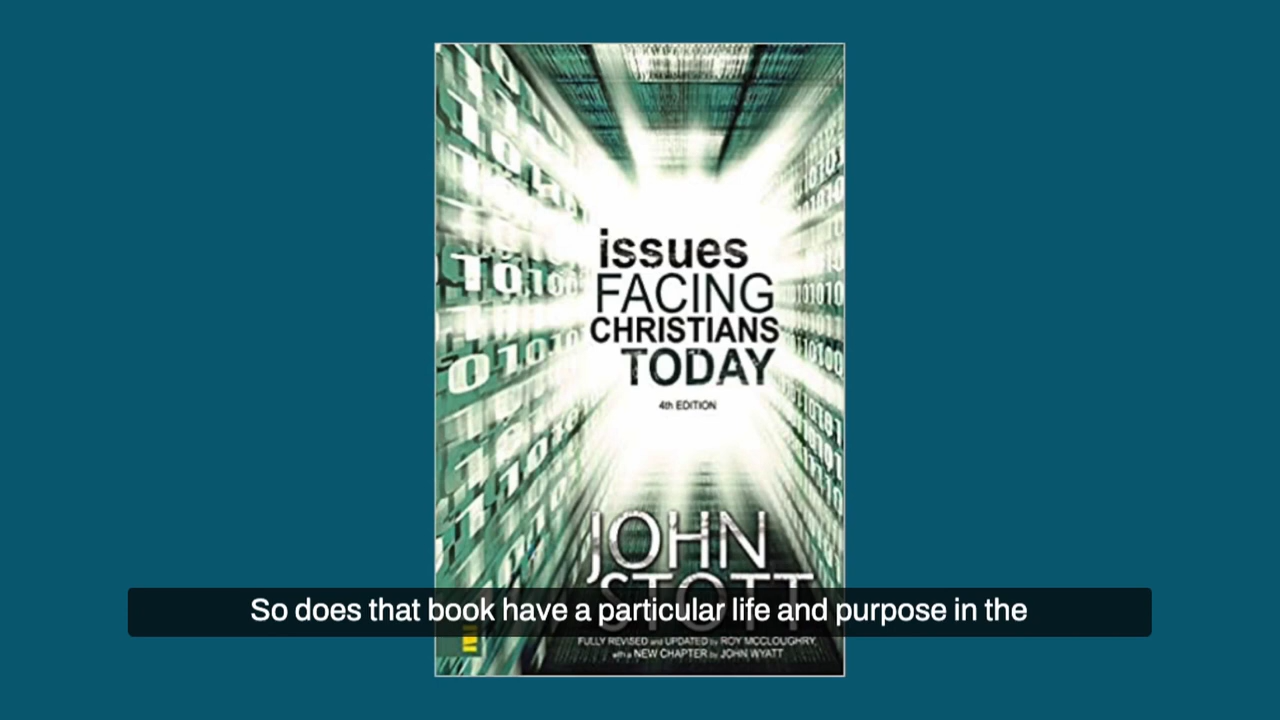 issues
FACING
CHRISTIANS
TODAY
4th EDITION
JOHN
STOTT
So does that book have a particular life and purpose in the
FULLY REVISED and UPDATED by ROY MCCLOUGHRY,
with a NEW CHAPTER by JOHN WYATT